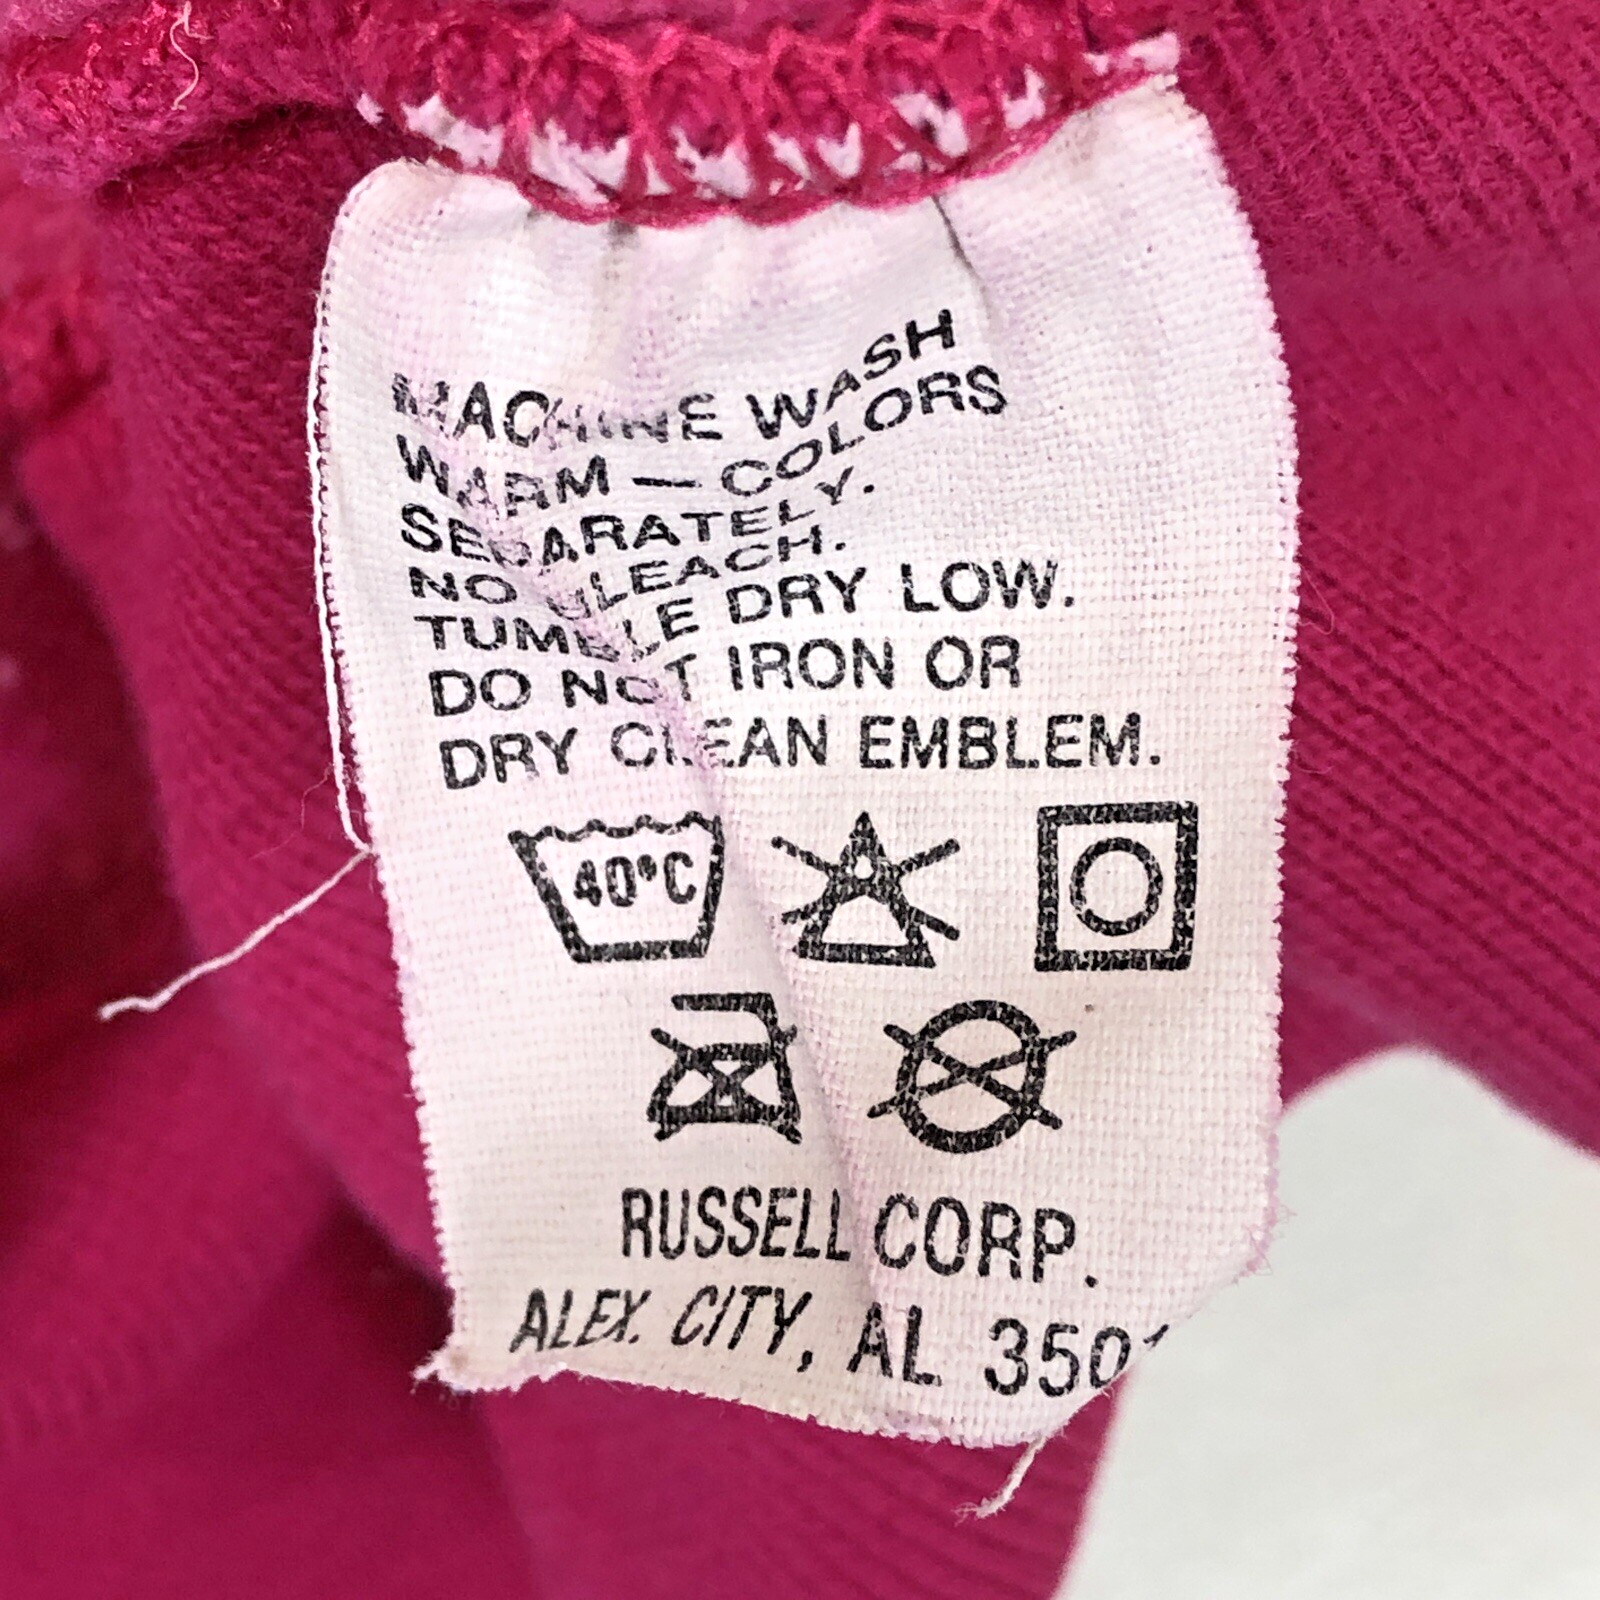 MACHINE WASH
WARM — COLORS
SEPARATELY.
NO BLEACH.
TUMBLE DRY LOW.
DO NOT IRON OR
DRY CLEAN EMBLEM.
40°C
RUSSELL CORP.
ALEX. CITY, AL